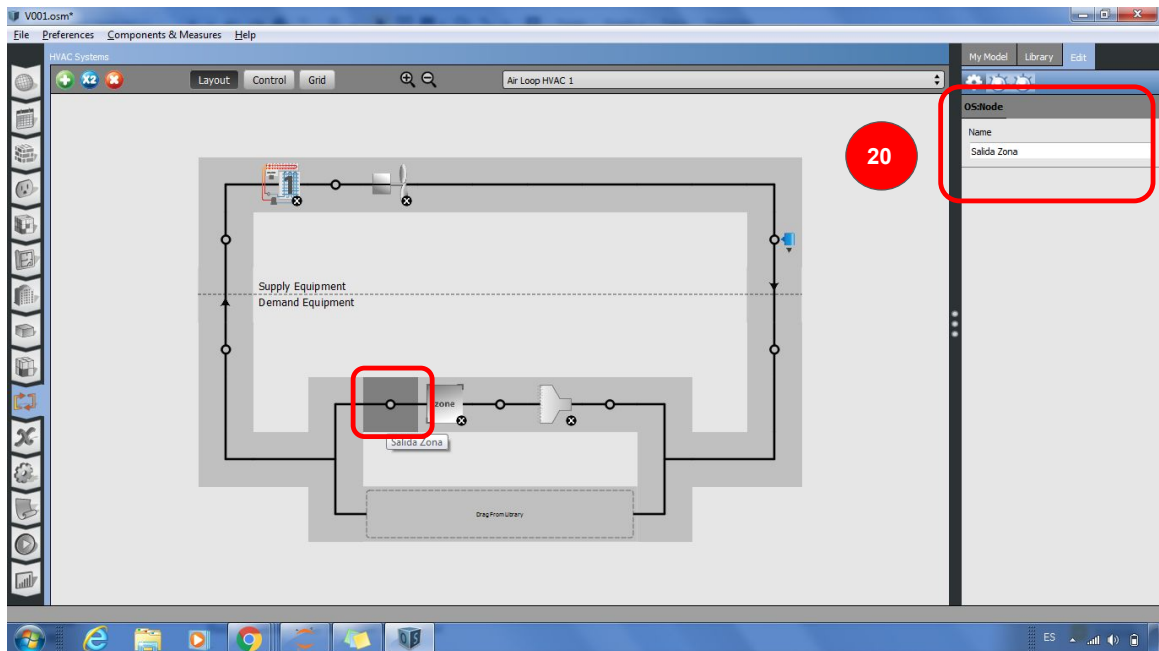 V001.osm*
File Preferences Components & Measures Help
HVAC Systems
My Model Library Edit
X2
Layout Control Grid
Air Loop HVAC 1
OS:Node
Name
Salida Zona
20
1
Supply Equipment
Demand Equipment
zone
Salida Zona
Drag From Library
OS
ES